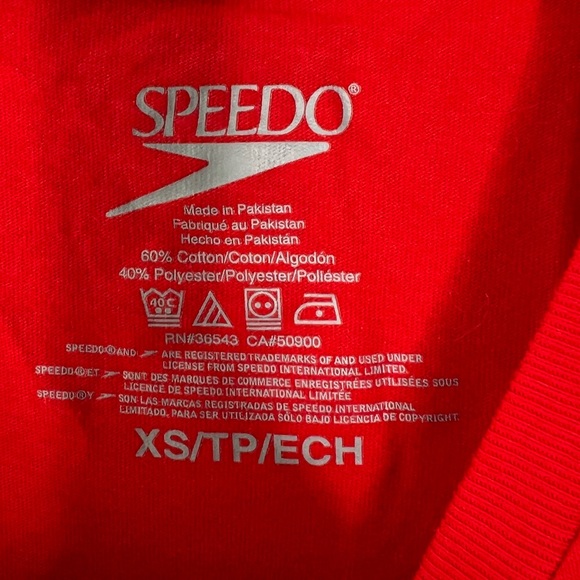 SPEEDO®
Made in Pakistan
Fabriqué au Pakistan
Hecho en Pakistán
60% Cotton/Coton/Algodón
40% Polyester/Polyester/Poliéster
40C
RN#36543 CA#50900
SPEEDO® AND ARE REGISTERED TRADEMARKS OF AND USED UNDER
LICENSE FROM SPEEDO INTERNATIONAL LIMITED.
SPEEDO® ET SONT DES MARQUES DE COMMERCE ENREGISTRÉES UTILISÉES SOUS
LICENCE DE SPEEDO INTERNATIONAL LIMITÉE
SPEEDO® Y SON LAS MARCAS REGISTRADAS DE SPEEDO INTERNATIONAL
LIMITADO, PARA SER UTILIZADA SÓLO BAJO LICENCIA DE COPYRIGHT.
XS/TP/ECH